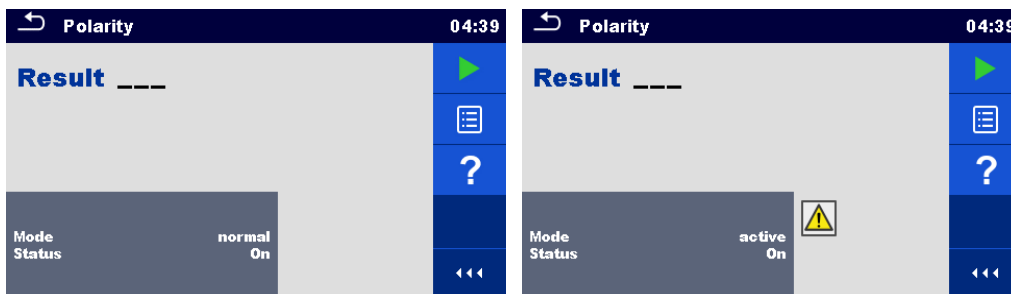 Polarity 04:39
Result ___
?
Mode normal
Status On
Polarity 04:39
Result ___
?
Mode active
Status On